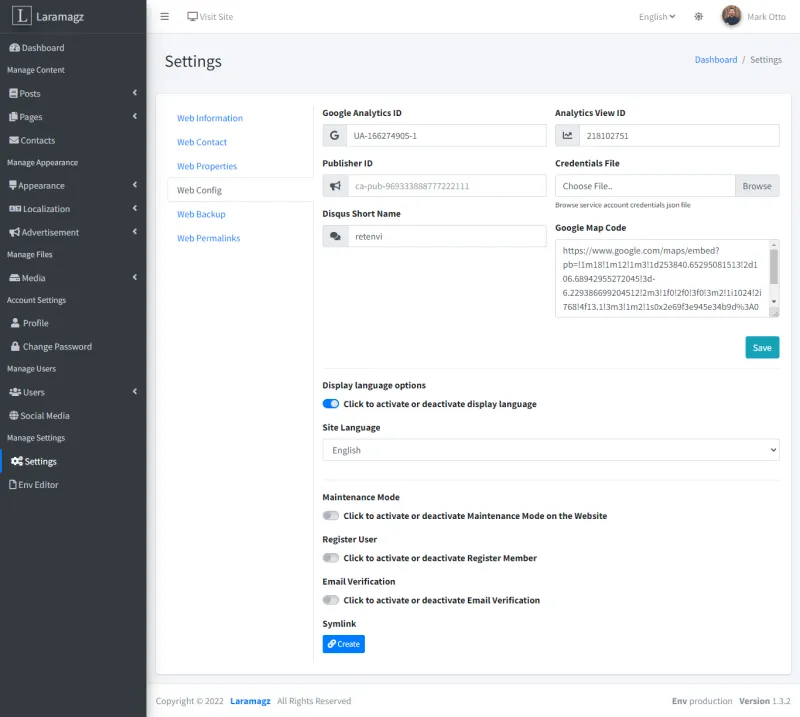 L Laramagz
Visit Site
English
Mark Otto
Dashboard
Manage Content
Posts
Pages
Contacts
Manage Appearance
Appearance
Localization
Advertisement
Manage Files
Media
Account Settings
Profile
Change Password
Manage Users
Users
Social Media
Manage Settings
Settings
Env Editor
Settings
Dashboard / Settings
Web Information
Web Contact
Web Properties
Web Config
Web Backup
Web Permalinks
Google Analytics ID
G UA-166274905-1
Publisher ID
ca-pub-969333888777222111
Disqus Short Name
retenvi
Analytics View ID
218102751
Credentials File
Choose File.. Browse
Browse service account credentials json file
Google Map Code
https://www.google.com/maps/embed?
pb=!1m18!1m12!1m3!1d253840.65295081513!2d1
06.68942955272045!3d-
6.229386699204512!2m3!1f0!2f0!3f0!3m2!1i1024!2i
768!4f13.1!3m3!1m2!1s0x2e69f3e945e34b9d%3A0
Save
Display language options
Click to activate or deactivate display language
Site Language
English
Maintenance Mode
Click to activate or deactivate Maintenance Mode on the Website
Register User
Click to activate or deactivate Register Member
Email Verification
Click to activate or deactivate Email Verification
Symlink
Create
Copyright © 2022 Laramagz All Rights Reserved
Env production Version 1.3.2